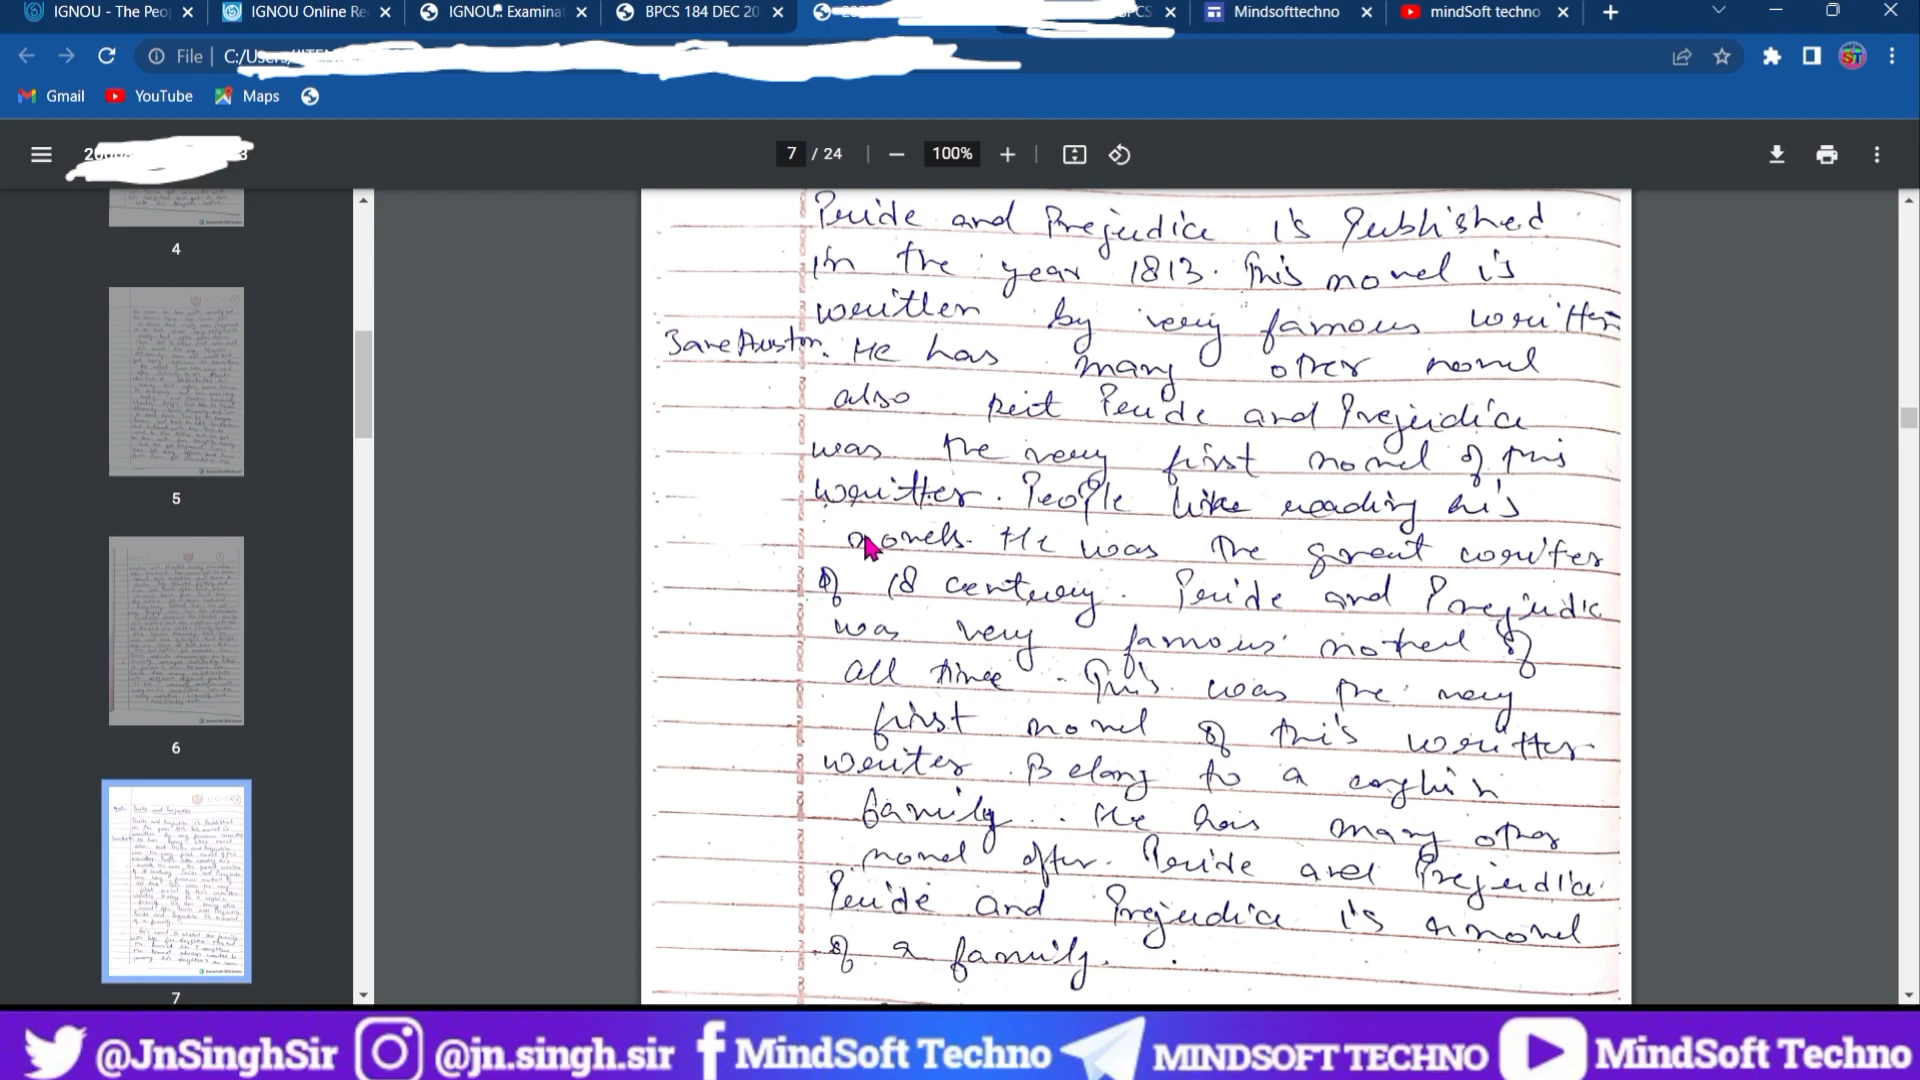 IGNOU - The Peo
IGNOU Online Re
IGNOU:: Examina
BPCS 184 DEC 20
Mindsofttechno
mindSoft techno
File
C:/Users/
Gmail
YouTube
Maps
7 / 24
100%
4
5
6
7
Pride and Prejudice is Published
in the year 1813. This novel is
written by very famous writter
Jane Auston. He has many other novel
also but Pride and Prejudice
was the very first novel of this
writter. People like reading his
novels. He was the great writer
of 18 century. Pride and Prejudic
was very famous of
all time. This was the very
first novel of this writter.
writer Belong to a english
family. He has many other
novel after. Pride and Prejudice.
Pride and Prejudice is a novel
of a family.
@JnSinghSir
@jn.singh.sir
MindSoft Techno
MINDSOFT TECHNO
MindSoft Techno